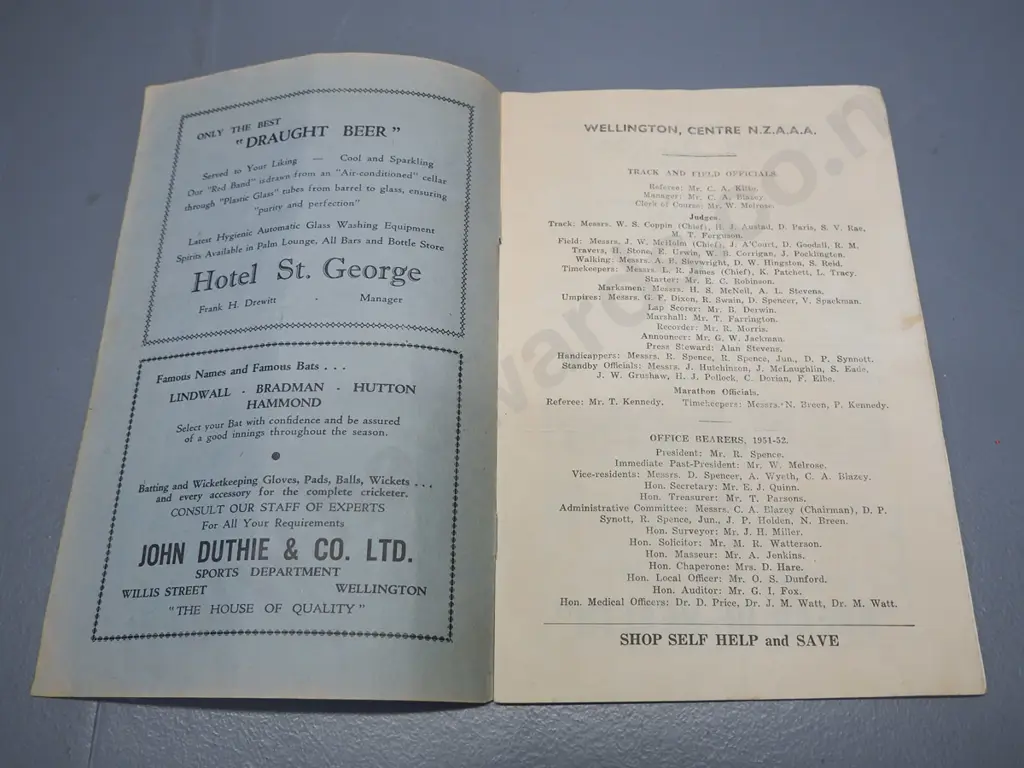 ONLY THE BEST
"DRAUGHT BEER"
Served to Your Liking — Cool and Sparkling
Our "Red Band" is drawn from an "Air-conditioned" cellar
through "Plastic Glass" tubes from barrel to glass, ensuring
"purity and perfection"
Latest Hygienic Automatic Glass Washing Equipment
Spirits Available in Palm Lounge, All Bars and Bottle Store
Hotel St. George
Frank H. Drewitt - Manager
Famous Names and Famous Bats . . .
LINDWALL - BRADMAN - HUTTON
HAMMOND
Select your Bat with confidence and be assured
of a good innings throughout the season.
Batting and Wicketkeeping Gloves, Pads, Balls, Wickets . . .
and every accessory for the complete cricketer.
CONSULT OUR STAFF OF EXPERTS
For All Your Requirements
JOHN DUTHIE & CO. LTD.
SPORTS DEPARTMENT
WILLIS STREET WELLINGTON
"THE HOUSE OF QUALITY"
WELLINGTON, CENTRE N.Z.A.A.A.
TRACK AND FIELD OFFICIALS
Referee: Mr. C. A. Kitto.
Manager: Mr. C. A. Blazey.
Clerk of Course: Mr. W. Melrose.
Judges.
Track: Messrs. W. S. Coppin (Chief), H. J. Austad, D. Paris, S. V. Rae,
M. T. Ferguson.
Field: Messrs. J. W. McHolm (Chief), J. A'Court, D. Goodall, R. M.
Travers, H. Stone, E. Urwin, W. B. Corrigan, J. Pocklington.
Walking: Messrs. A. B. Sievwright, D. W. Hingston, S. Reid.
Timekeepers: Messrs. L. R. James (Chief), K. Patchett, L. Tracy.
Starter: Mr. E. C. Robinson.
Marksmen: Messrs. H. S. McNeil, A. L. Stevens.
Umpires: Messrs. G. F. Dixon, R. Swain, D. Spencer, V. Spackman.
Lap Scorer: Mr. B. Derwin.
Marshall: Mr. T. Farrington.
Recorder: Mr. R. Morris.
Announcer: Mr. G. W. Jackman.
Press Steward: Alan Stevens.
Handicappers: Messrs. R. Spence, R. Spence, Jun., D. P. Synnott.
Standby Officials: Messrs. J. Hutchinson, J. McLaughlin, S. Eade,
J. W. Grushaw, H. J. Pollock, C. Dorian, F. Elbe.
Marathon Officials.
Referee: Mr. T. Kennedy. Timekeepers: Messrs. N. Breen, P. Kennedy.
OFFICE BEARERS, 1951-52.
President: Mr. R. Spence.
Immediate Past-President: Mr. W. Melrose.
Vice-residents: Messrs. D. Spencer, A. Wyeth, C. A. Blazey.
Hon. Secretary: Mr. E. J. Quinn.
Hon. Treasurer: Mr. T. Parsons.
Administrative Committee: Messrs. C. A. Blazey (Chairman), D. P.
Synott, R. Spence, Jun., J. P. Holden, N. Breen.
Hon. Surveyor: Mr. J. H. Miller.
Hon. Solicitor: Mr. M. R. Watterson.
Hon. Masseur: Mr. A. Jenkins.
Hon. Chaperone: Mrs. D. Hare.
Hon. Local Officer: Mr. O. S. Dunford.
Hon. Auditor: Mr. G. I. Fox.
Hon. Medical Officers: Dr. D. Price, Dr. J. M. Watt, Dr. M. Watt.
SHOP SELF HELP and SAVE